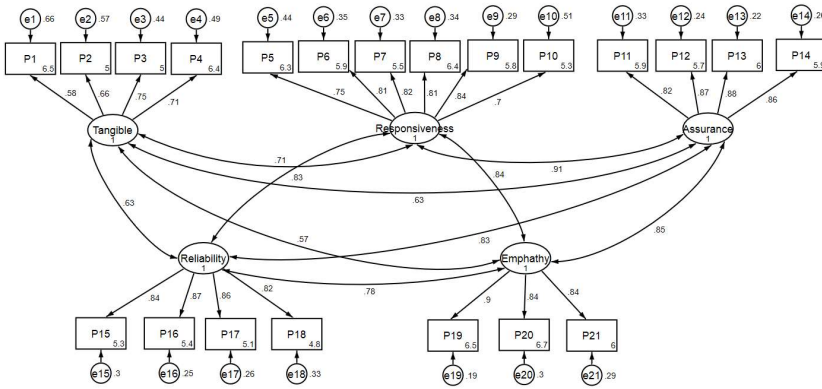 e1 .66 e2 .57 e3 .44 e4 .49 e5 .44 e6 .35 e7 .33 e8 .34 e9 .29 e10 .51 e11 .33 e12 .24 e13 .22 e14
P1 P2 P3 P4 P5 P6 P7 P8 P9 P10 P11 P12 P13 P14
6.5 5 5 6.4 6.3 5.9 5.5 6.4 5.8 5.3 5.9 5.7 6
.58 .66 .75 .71 .75 .81 .82 .81 .84 .7 .82 .87 .88 .86
Tangible Responsiveness Assurance
1 1 1
.71 .91
.83 .84
.63 .63
.57 .83 .85
Reliability Emphathy
1 1
.78
.84 .87 .86 .82 .9 .84 .84
P15 P16 P17 P18 P19 P20 P21
5.3 5.4 5.1 4.8 6.5 6.7 6
e15 .3 e16 .25 e17 .26 e18 .33 e19 .19 e20 .3 e21 .29